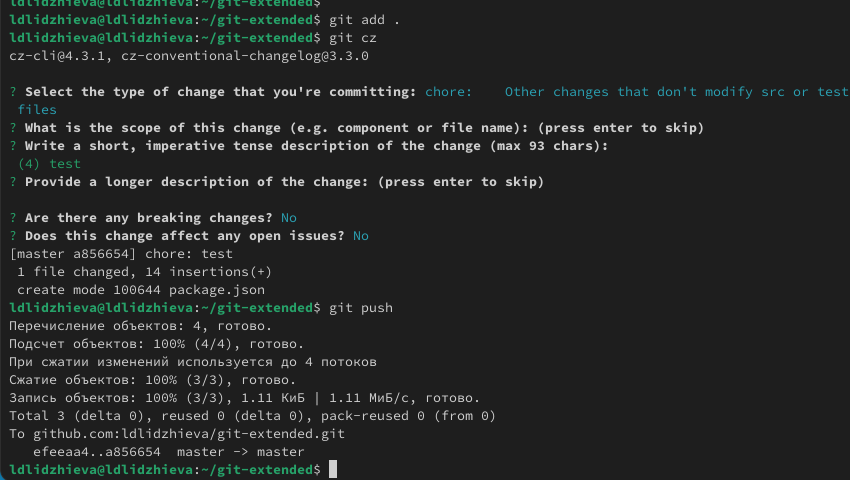 ldlidzhieva@ldlidzhieva:~/git-extended$
ldlidzhieva@ldlidzhieva:~/git-extended$ git add .
ldlidzhieva@ldlidzhieva:~/git-extended$ git cz
cz-cli@4.3.1, cz-conventional-changelog@3.3.0
? Select the type of change that you're committing: chore:    Other changes that don't modify src or test
 files
? What is the scope of this change (e.g. component or file name): (press enter to skip)
? Write a short, imperative tense description of the change (max 93 chars):
 (4) test
? Provide a longer description of the change: (press enter to skip)
? Are there any breaking changes? No
? Does this change affect any open issues? No
[master a856654] chore: test
 1 file changed, 14 insertions(+)
 create mode 100644 package.json
ldlidzhieva@ldlidzhieva:~/git-extended$ git push
Перечисление объектов: 4, готово.
Подсчет объектов: 100% (4/4), готово.
При сжатии изменений используется до 4 потоков
Сжатие объектов: 100% (3/3), готово.
Запись объектов: 100% (3/3), 1.11 КиБ | 1.11 МиБ/с, готово.
Total 3 (delta 0), reused 0 (delta 0), pack-reused 0 (from 0)
To github.com:ldlidzhieva/git-extended.git
   efeeaa4..a856654  master -> master
ldlidzhieva@ldlidzhieva:~/git-extended$